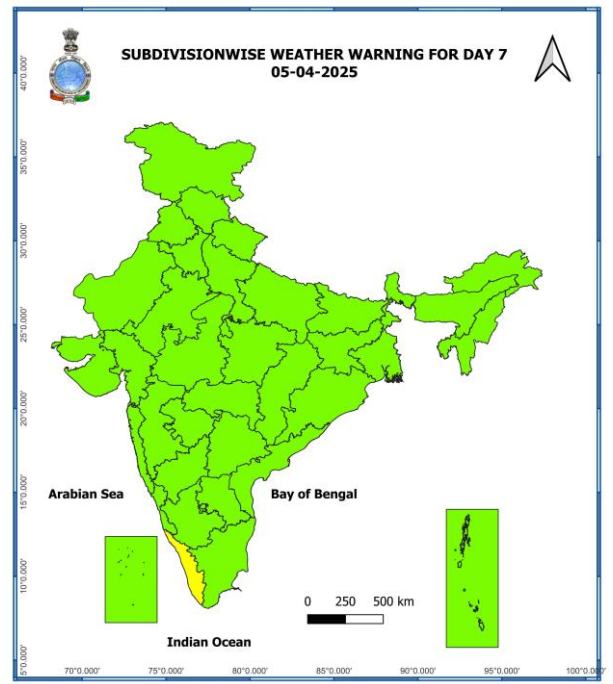 SUBDIVISIONWISE WEATHER WARNING FOR DAY 7
05-04-2025
40°0.000'
35°0.000'
30°0.000'
25°0.000'
20°0.000'
15°0.000'
10°0.000'
5°0.000'
Arabian Sea
Bay of Bengal
0 250 500 km
Indian Ocean
70°0.000' 75°0.000' 80°0.000' 85°0.000' 90°0.000' 95°0.000' 100°0.000'